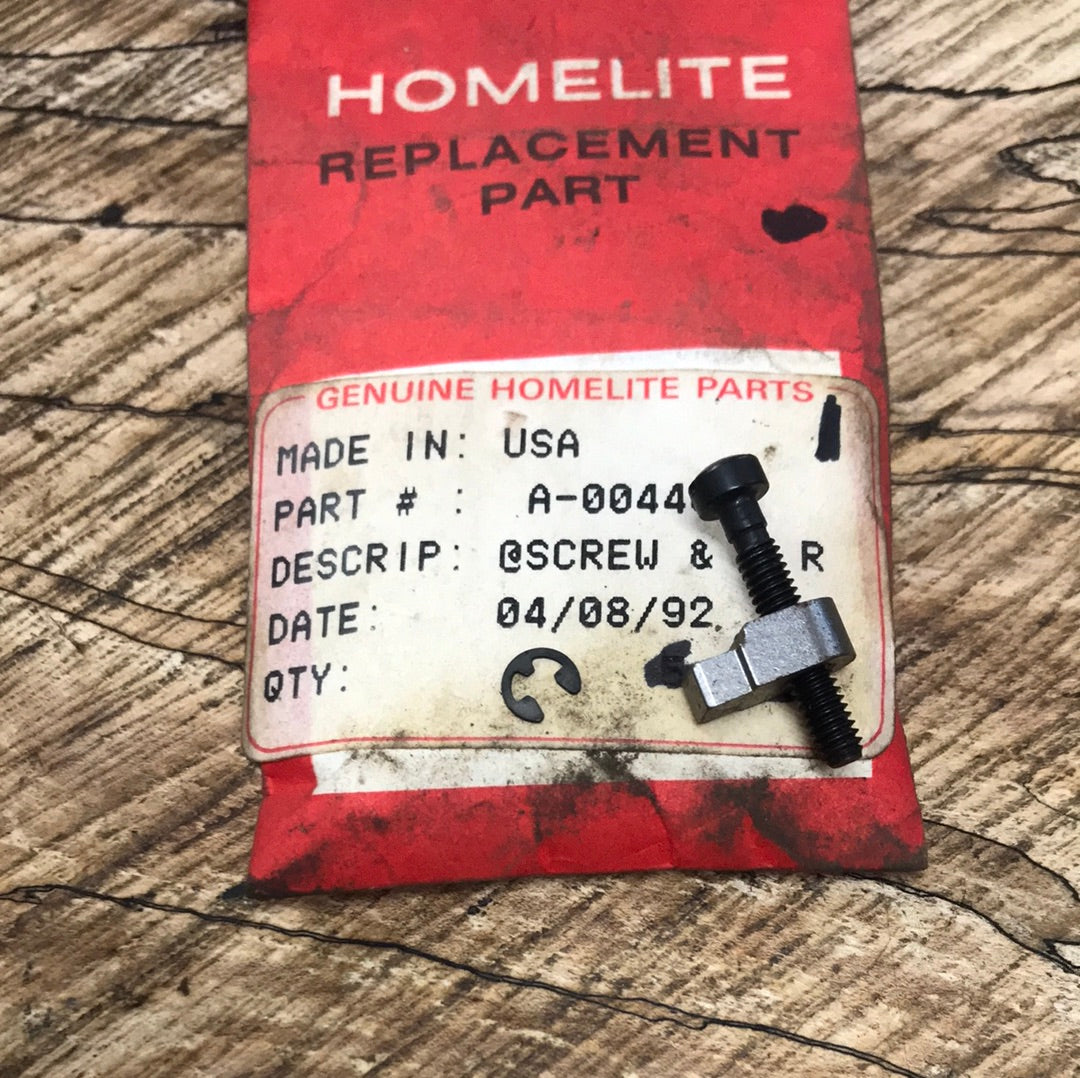 HOMELITE
REPLACEMENT
PART
GENUINE HOMELITE PARTS
MADE IN: USA
PART # : A-0044
DESCRIP: @SCREW & R
DATE: 04/08/92
QTY: